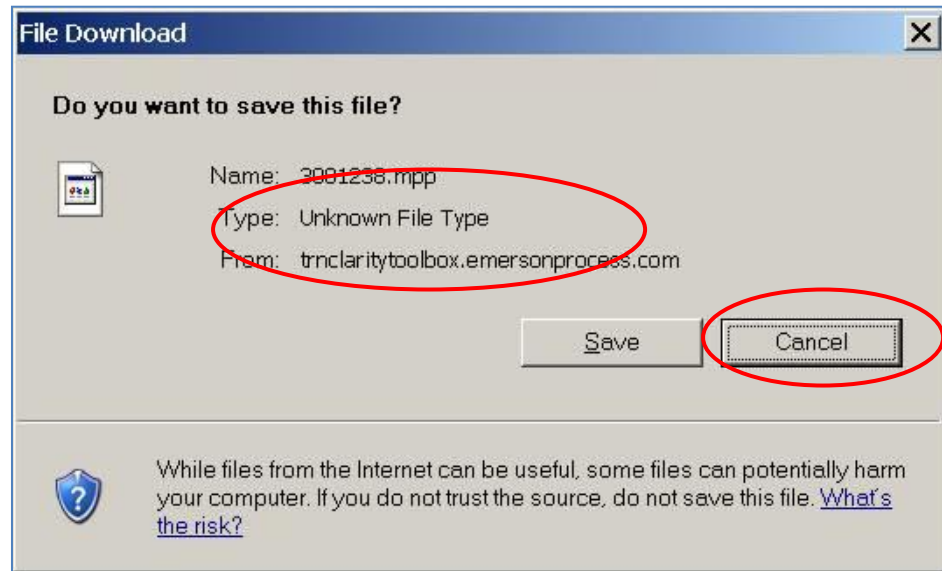 File Download
Do you want to save this file?
Name: 3081238.mpp
Type: Unknown File Type
From: trnclaritytoolbox.emersonprocess.com
Save
Cancel
While files from the Internet can be useful, some files can potentially harm
your computer. If you do not trust the source, do not save this file. What's
the risk?